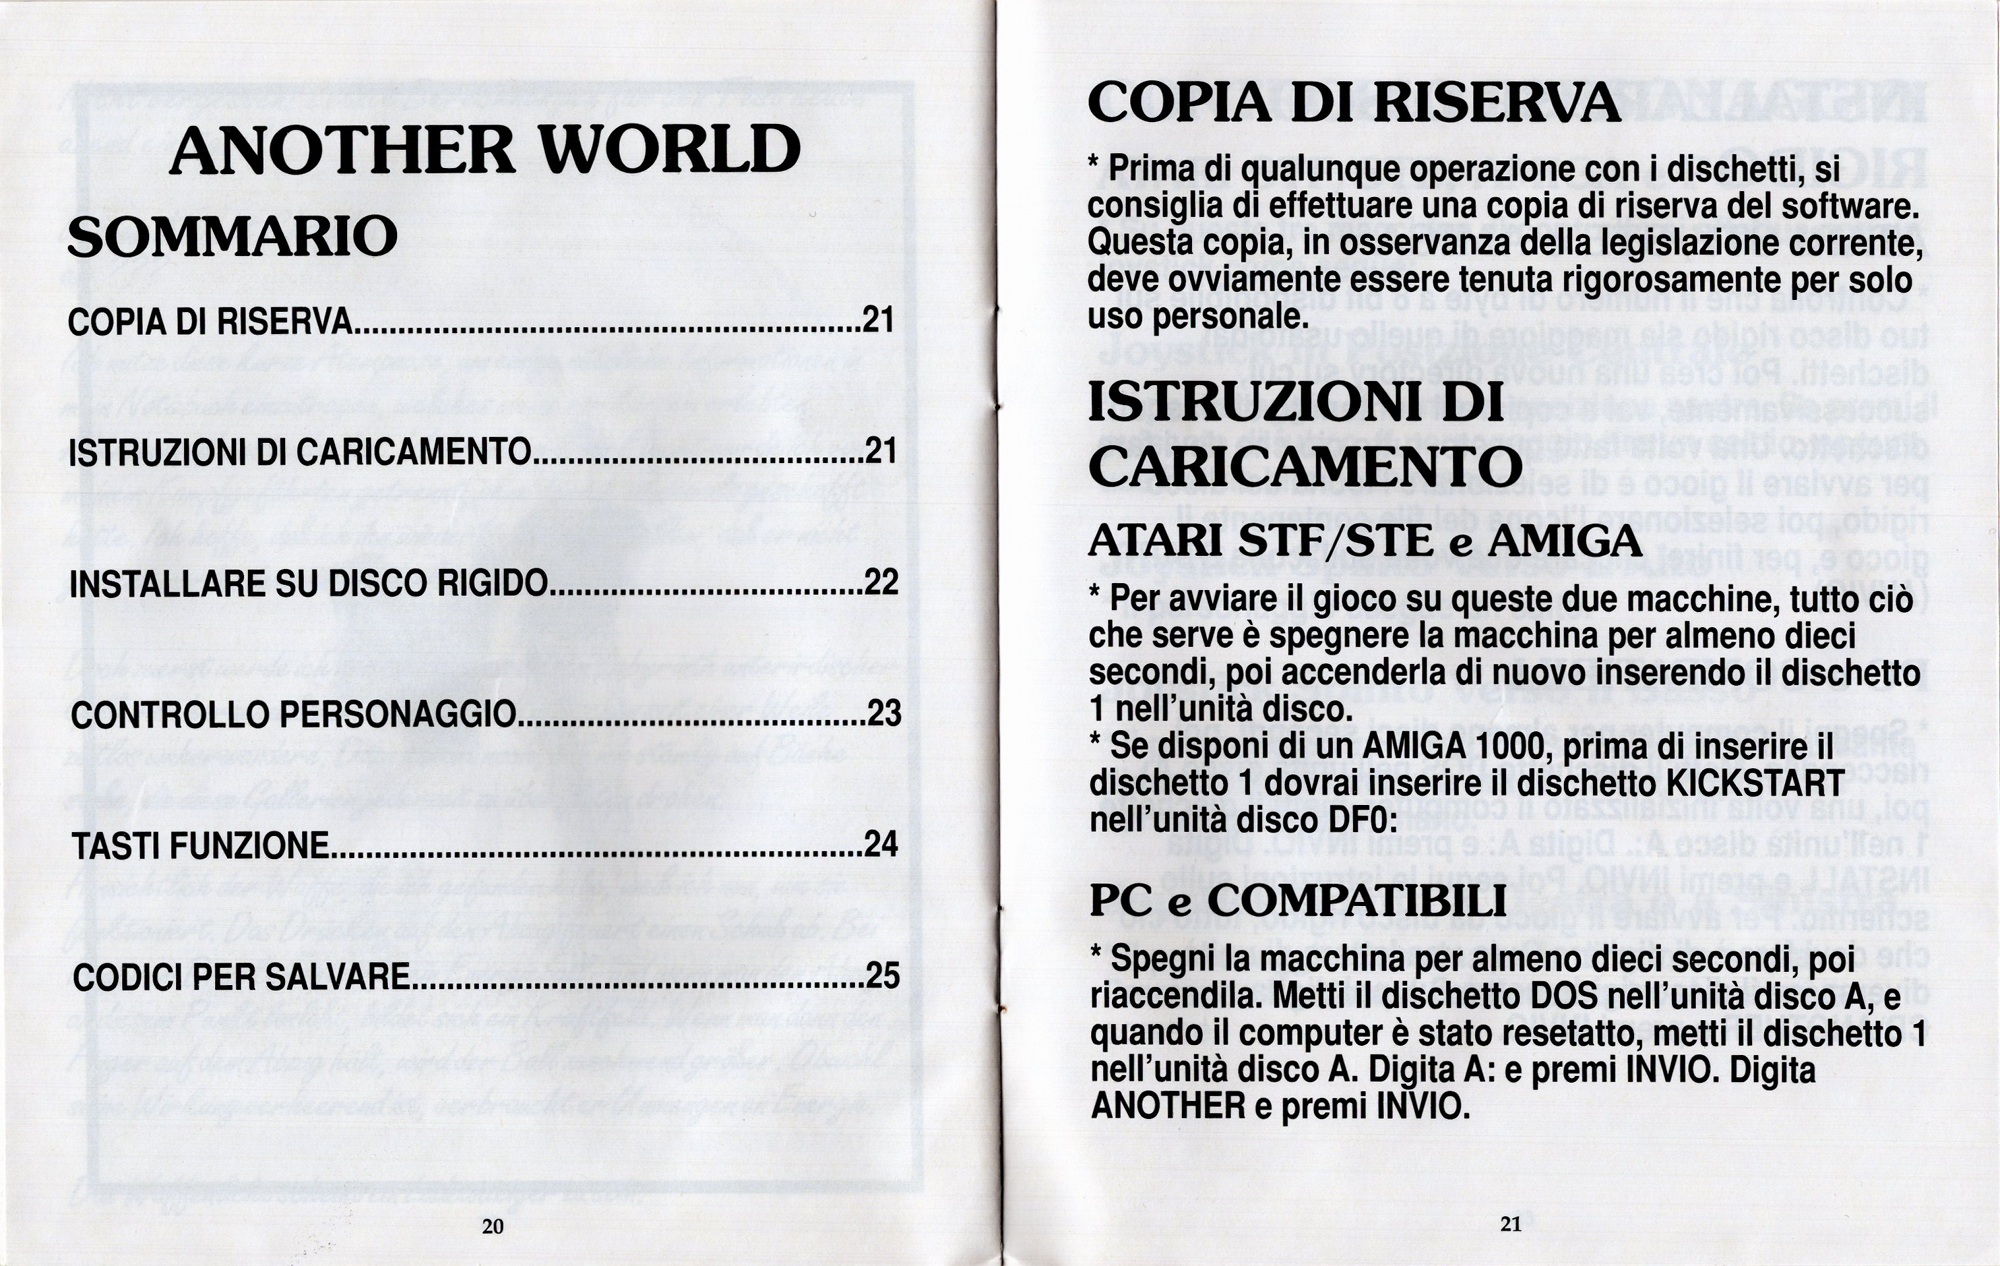 ANOTHER WORLD
SOMMARIO
COPIA DI RISERVA..........................................................21
ISTRUZIONI DI CARICAMENTO......................................21
INSTALLARE SU DISCO RIGIDO....................................22
CONTROLLO PERSONAGGIO........................................23
TASTI FUNZIONE.............................................................24
CODICI PER SALVARE....................................................25
20
COPIA DI RISERVA
* Prima di qualunque operazione con i dischetti, si
consiglia di effettuare una copia di riserva del software.
Questa copia, in osservanza della legislazione corrente,
deve ovviamente essere tenuta rigorosamente per solo
uso personale.
ISTRUZIONI DI
CARICAMENTO
ATARI STF/STE e AMIGA
* Per avviare il gioco su queste due macchine, tutto ciò
che serve è spegnere la macchina per almeno dieci
secondi, poi accenderla di nuovo inserendo il dischetto
1 nell'unità disco.
* Se disponi di un AMIGA 1000, prima di inserire il
dischetto 1 dovrai inserire il dischetto KICKSTART
nell'unità disco DF0:
PC e COMPATIBILI
* Spegni la macchina per almeno dieci secondi, poi
riaccendila. Metti il dischetto DOS nell'unità disco A, e
quando il computer è stato resetatto, metti il dischetto 1
nell'unità disco A. Digita A: e premi INVIO. Digita
ANOTHER e premi INVIO.
21